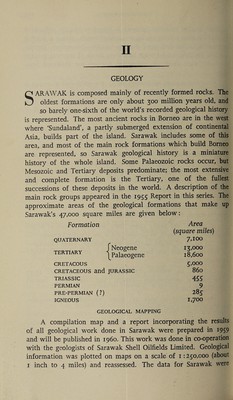 II
GEOLOGY
SARAWAK is composed mainly of recently formed rocks. The
oldest formations are only about 300 million years old, and
so barely one-sixth of the world's recorded geological history
is represented. The most ancient rocks in Borneo are in the west
where 'Sundaland', a partly submerged extension of continental
Asia, builds part of the island. Sarawak includes some of this
area, and most of the main rock formations which build Borneo
are represented, so Sarawak geological history is a miniature
history of the whole island. Some Palaeozoic rocks occur, but
Mesozoic and Tertiary deposits predominate; the most extensive
and complete formation is the Tertiary, one of the fullest
successions of these deposits in the world. A description of the
main rock groups appeared in the 1955 Report in this series. The
approximate areas of the geological formations that make up
Sarawak's 47,000 square miles are given below:
Formation Area
(square miles)
QUATERNARY 7,100
TERTIARY { Neogene 13,000
{ Palaeogene 18,600
CRETACOUS 5,000
CRETACEOUS and JURASSIC 860
TRIASSIC 455
PERMIAN 9
PRE-PERMIAN (?) 285
IGNEOUS 1,700
GEOLOGICAL MAPPING
A compilation map and a report incorporating the results
of all geological work done in Sarawak were prepared in 1959
and will be published in 1960. This work was done in co-operation
with the geologists of Sarawak Shell Oilfields Limited. Geological
information was plotted on maps on a scale of 1:250,000 (about
1 inch to 4 miles) and reassessed. The data for Sarawak were